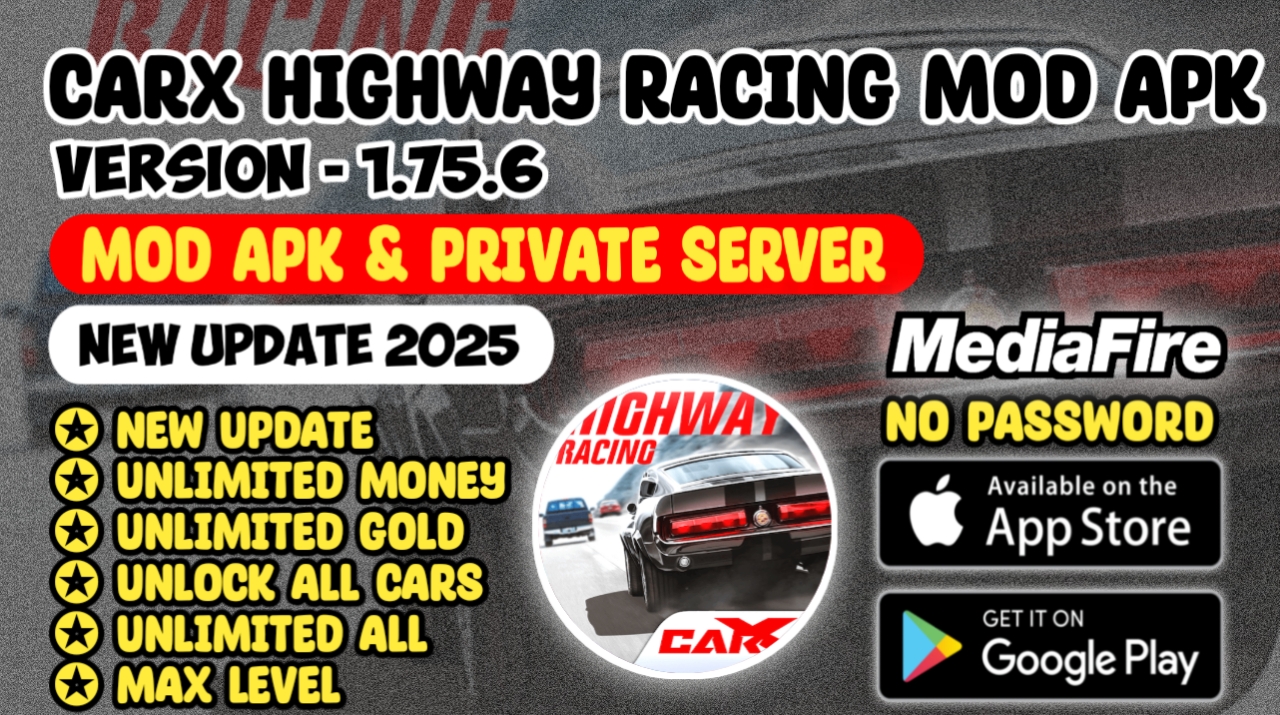 RACING
CARX HIGHWAY RACING MOD APK
VERSION - 1.75.6
MOD APK & PRIVATE SERVER
NEW UPDATE 2025
NEW UPDATE
UNLIMITED MONEY
UNLIMITED GOLD
UNLOCK ALL CARS
UNLIMITED ALL
MAX LEVEL
HIGHWAY
RACING
CARX
MediaFire
NO PASSWORD
Available on the
App Store
GET IT ON
Google Play